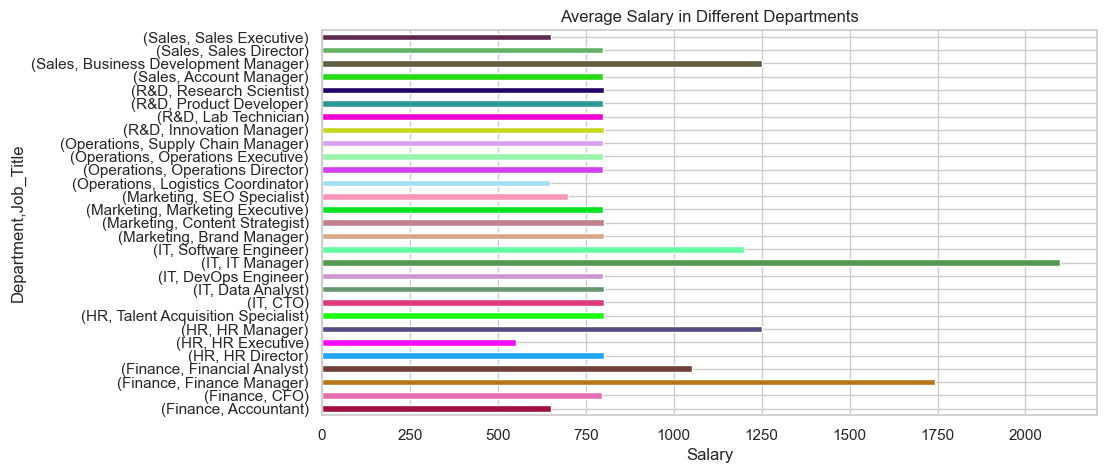 Average Salary in Different Departments
(Sales, Sales Executive)
(Sales, Sales Director)
(Sales, Business Development Manager)
(Sales, Account Manager)
(R&D, Research Scientist)
(R&D, Product Developer)
(R&D, Lab Technician)
(R&D, Innovation Manager)
(Operations, Supply Chain Manager)
(Operations, Operations Executive)
(Operations, Operations Director)
(Operations, Logistics Coordinator)
(Marketing, SEO Specialist)
(Marketing, Marketing Executive)
(Marketing, Content Strategist)
(Marketing, Brand Manager)
(IT, Software Engineer)
(IT, IT Manager)
(IT, DevOps Engineer)
(IT, Data Analyst)
(IT, CTO)
(HR, Talent Acquisition Specialist)
(HR, HR Manager)
(HR, HR Executive)
(HR, HR Director)
(Finance, Financial Analyst)
(Finance, Finance Manager)
(Finance, CFO)
(Finance, Accountant)
Department,Job_Title
0 250 500 750 1000 1250 1500 1750 2000
Salary